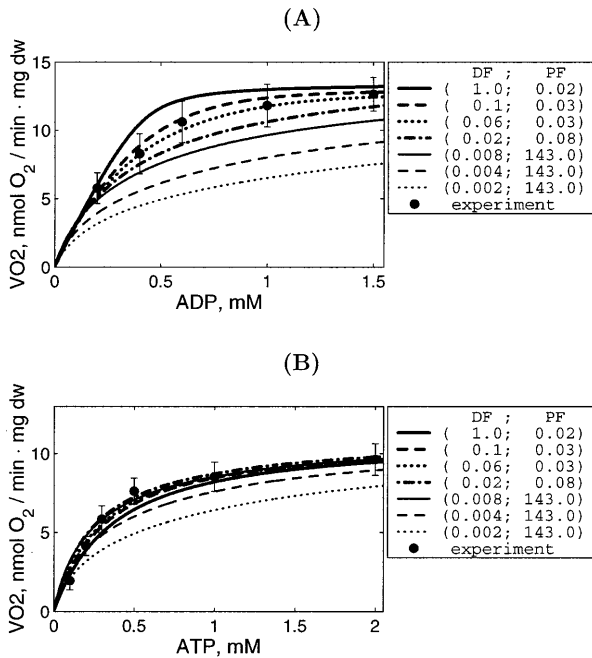 (A)
VO2, nmol O₂ / min · mg dw
15
10
5
0
0
0.5
1
1.5
ADP, mM
DF ; PF
( 1.0; 0.02)
( 0.1; 0.03)
( 0.06; 0.03)
( 0.02; 0.08)
(0.008; 143.0)
(0.004; 143.0)
(0.002; 143.0)
experiment
(B)
VO2, nmol O₂ / min · mg dw
10
5
0
0
0.5
1
1.5
2
ATP, mM
DF ; PF
( 1.0; 0.02)
( 0.1; 0.03)
( 0.06; 0.03)
( 0.02; 0.08)
(0.008; 143.0)
(0.004; 143.0)
(0.002; 143.0)
experiment